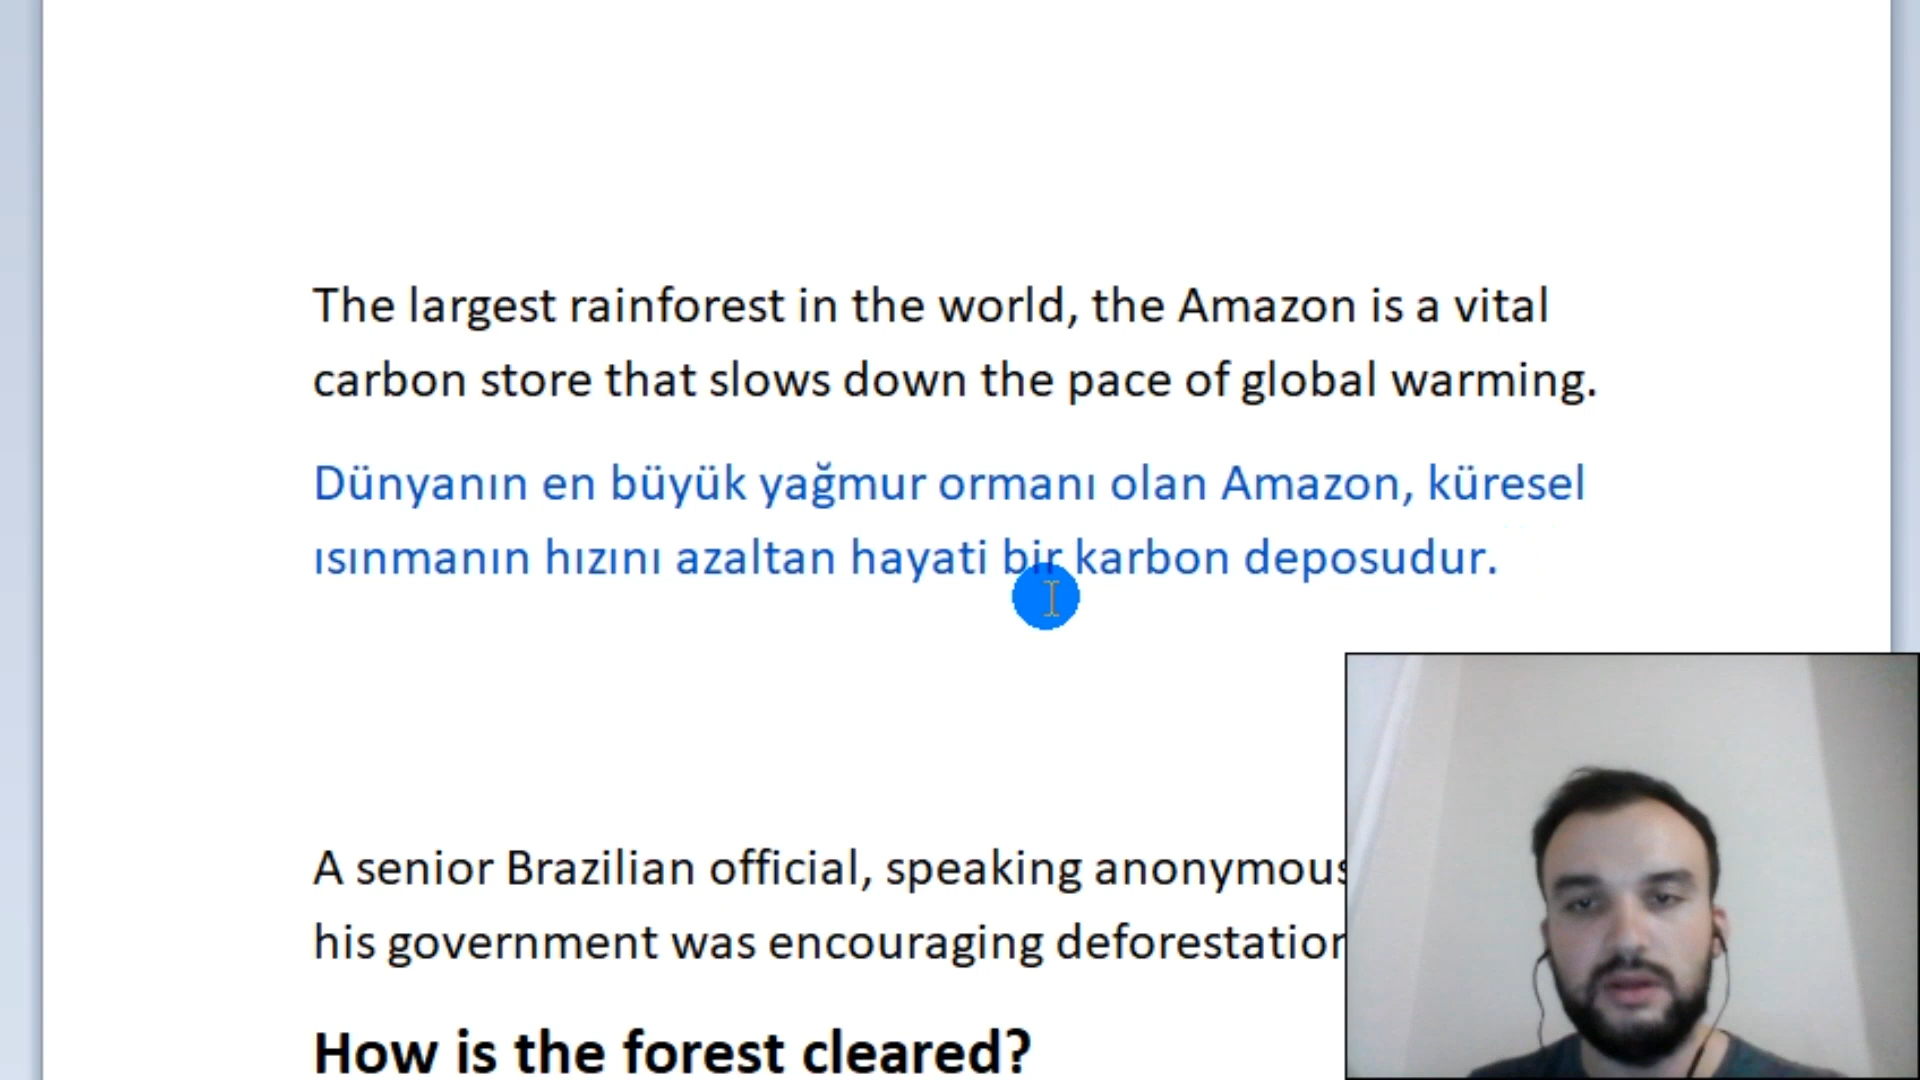 The largest rainforest in the world, the Amazon is a vital
carbon store that slows down the pace of global warming.
Dünyanın en büyük yağmur ormanı olan Amazon, küresel
ısınmanın hızını azaltan hayati bir karbon deposudur.
A senior Brazilian official, speaking
his government was encouraging
How is the forest cleared?